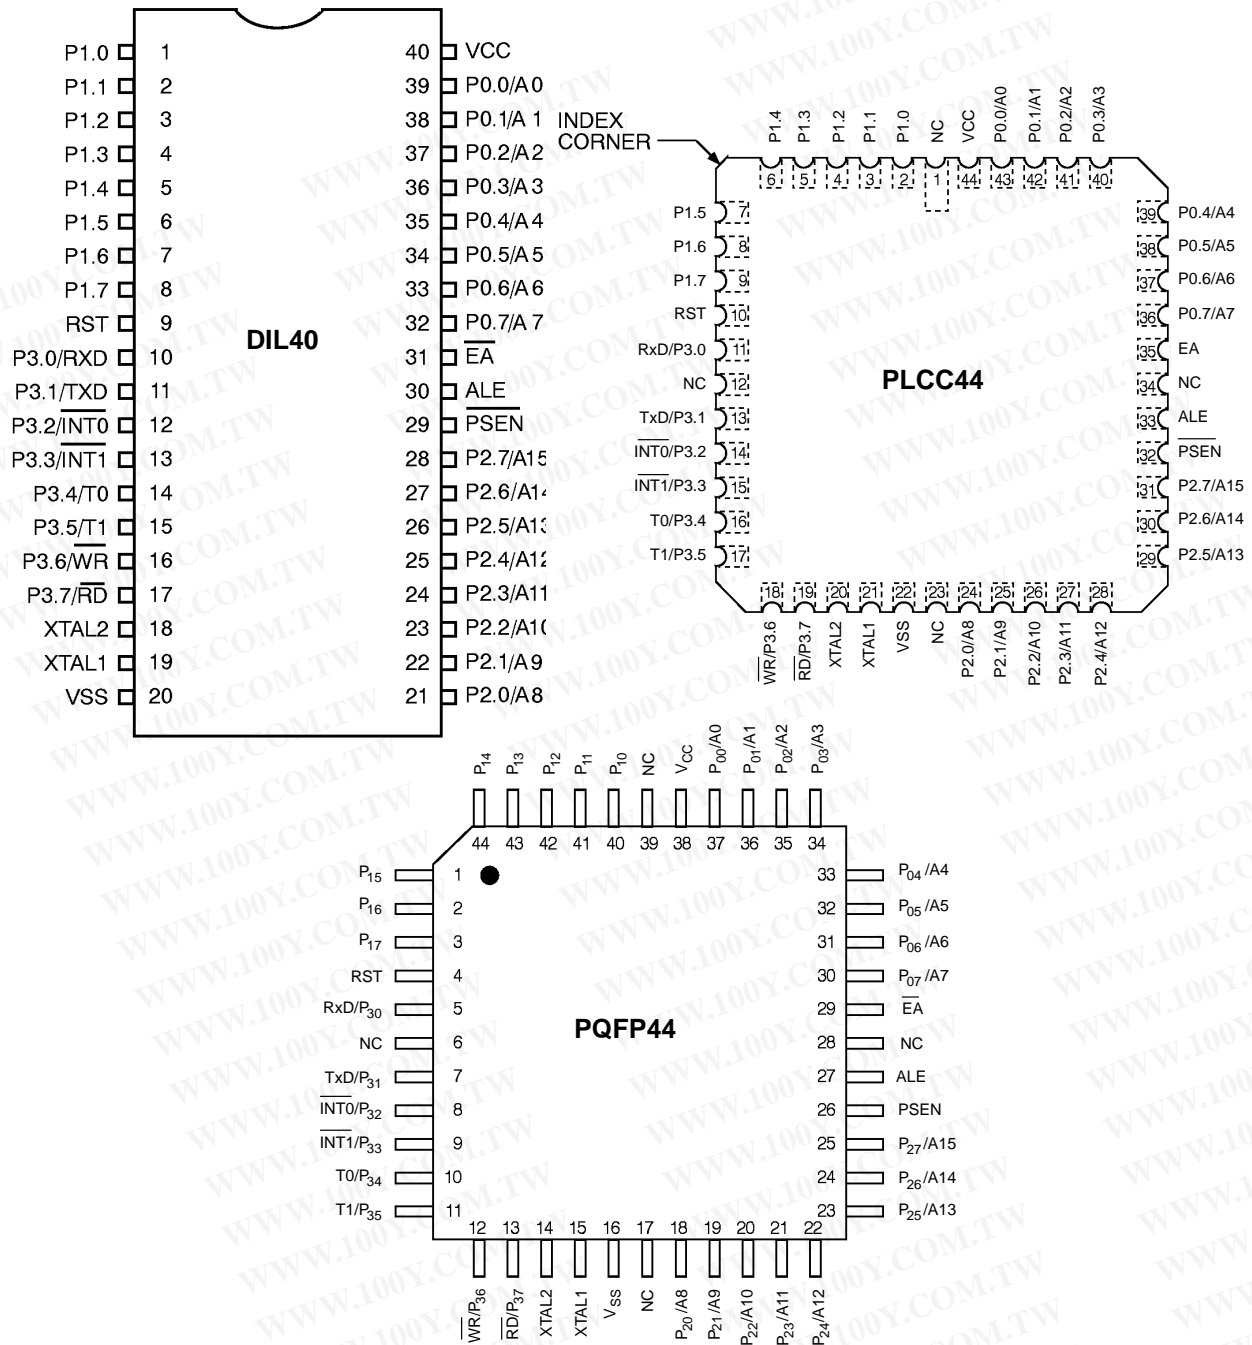 P1.0 1 40 VCC
P1.1 2 39 P0.0/A0
P1.2 3 38 P0.1/A1
P1.3 4 37 P0.2/A2
P1.4 5 36 P0.3/A3
P1.5 6 35 P0.4/A4
P1.6 7 34 P0.5/A5
P1.7 8 33 P0.6/A6
RST 9 32 P0.7/A7
DIL40
P3.0/RXD 10 31 EA
P3.1/TXD 11 30 ALE
P3.2/INT0 12 29 PSEN
P3.3/INT1 13 28 P2.7/A15
P3.4/T0 14 27 P2.6/A14
P3.5/T1 15 26 P2.5/A13
P3.6/WR 16 25 P2.4/A12
P3.7/RD 17 24 P2.3/A11
XTAL2 18 23 P2.2/A10
XTAL1 19 22 P2.1/A9
VSS 20 21 P2.0/A8
INDEX
CORNER
P1.4 P1.3 P1.2 P1.1 P1.0 NC VCC P0.0/A0 P0.1/A1 P0.2/A2 P0.3/A3
6 5 4 3 2 1 44 43 42 41 40
P1.5 7 39 P0.4/A4
P1.6 8 38 P0.5/A5
P1.7 9 37 P0.6/A6
RST 10 36 P0.7/A7
RxD/P3.0 11 35 EA
PLCC44
NC 12 34 NC
TxD/P3.1 13 33 ALE
INT0/P3.2 14 32 PSEN
INT1/P3.3 15 31 P2.7/A15
T0/P3.4 16 30 P2.6/A14
T1/P3.5 17 29 P2.5/A13
18 19 20 21 22 23 24 25 26 27 28
WR/P3.6 RD/P3.7 XTAL2 XTAL1 VSS NC P2.0/A8 P2.1/A9 P2.2/A10 P2.3/A11 P2.4/A12
P14 P13 P12 P11 P10 NC VCC P00/A0 P01/A1 P02/A2 P03/A3
44 43 42 41 40 39 38 37 36 35 34
P15 1 33 P04/A4
P16 2 32 P05/A5
P17 3 31 P06/A6
RST 4 30 P07/A7
RxD/P30 5 29 EA
PQFP44
NC 6 28 NC
TxD/P31 7 27 ALE
INT0/P32 8 26 PSEN
INT1/P33 9 25 P27/A15
T0/P34 10 24 P26/A14
T1/P35 11 23 P25/A13
12 13 14 15 16 17 18 19 20 21 22
WR/P36 RD/P37 XTAL2 XTAL1 VSS NC P20/A8 P21/A9 P22/A10 P23/A11 P24/A12
WWW.100Y.COM.TW